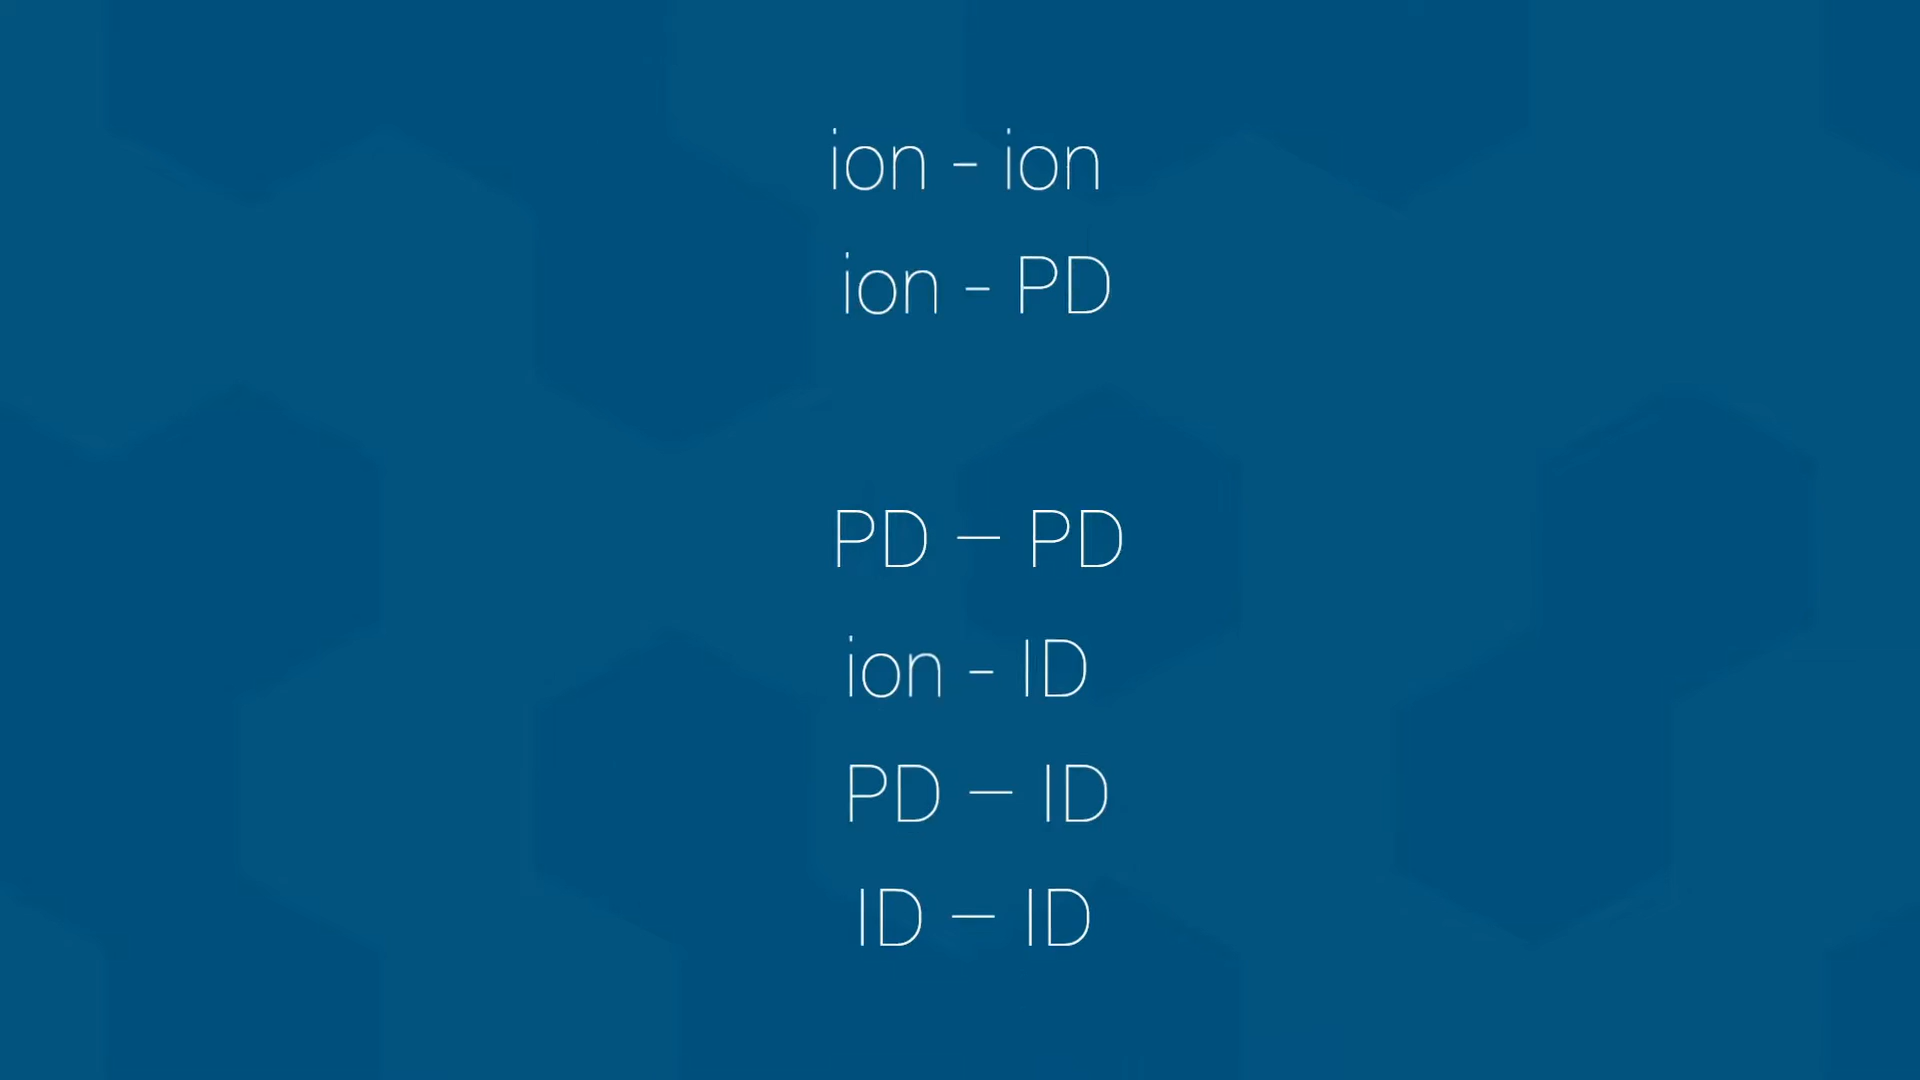 ion - ion
ion - PD
PD – PD
ion - ID
PD – ID
ID – ID